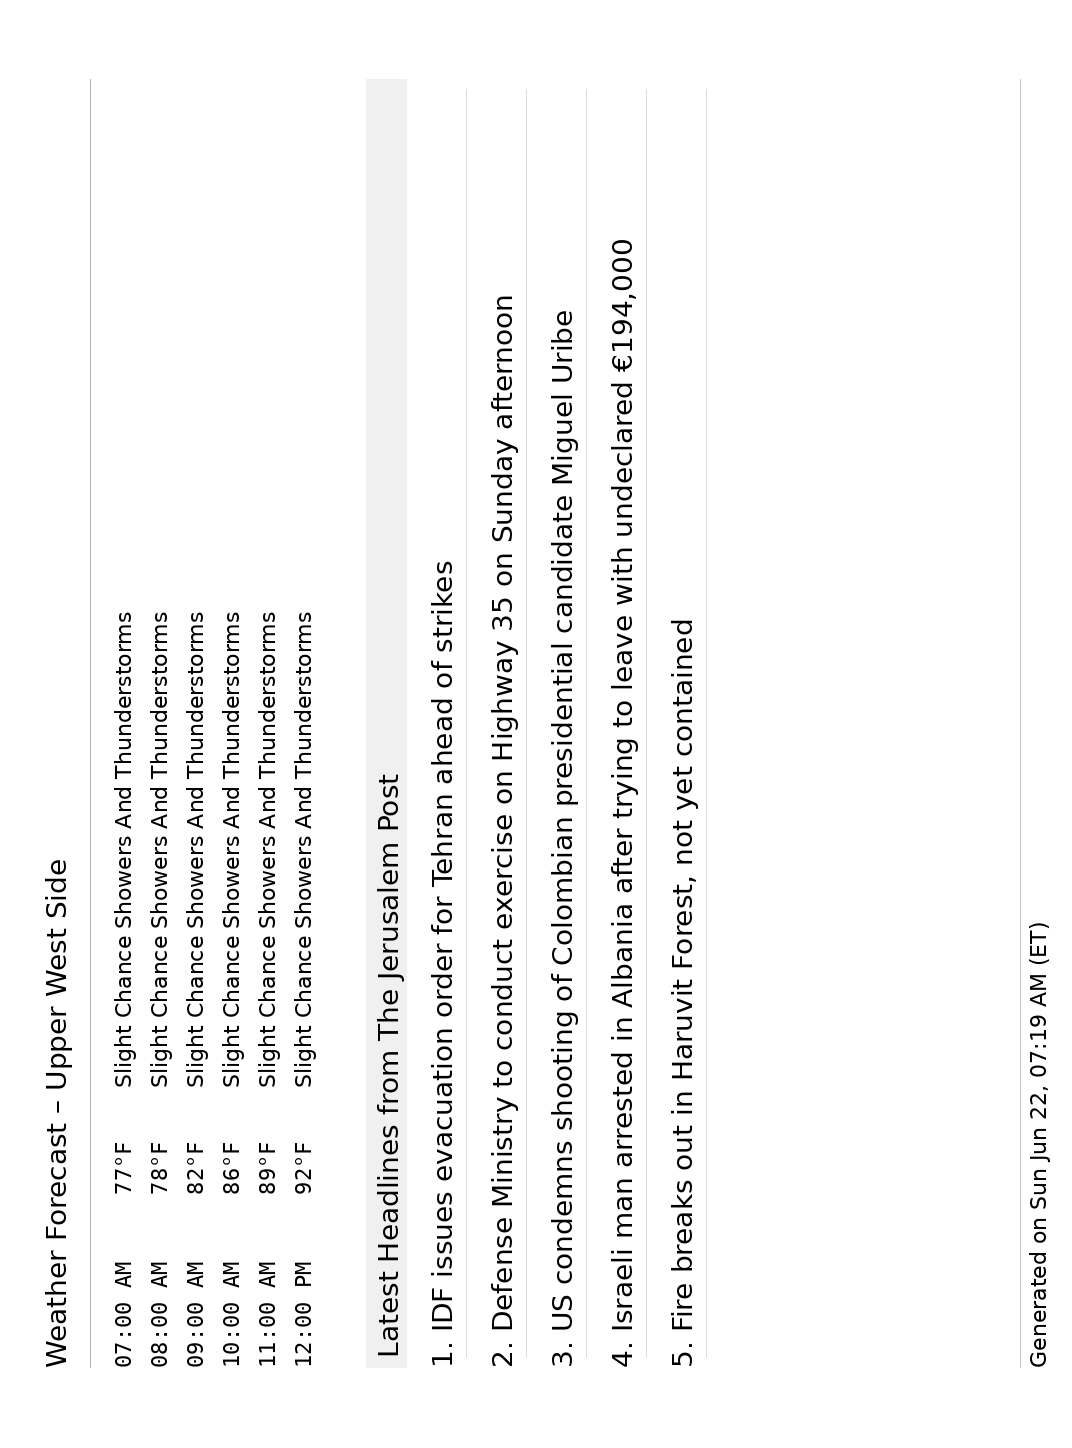 Weather Forecast – Upper West Side
07:00 AM 77°F Slight Chance Showers And Thunderstorms
08:00 AM 78°F Slight Chance Showers And Thunderstorms
09:00 AM 82°F Slight Chance Showers And Thunderstorms
10:00 AM 86°F Slight Chance Showers And Thunderstorms
11:00 AM 89°F Slight Chance Showers And Thunderstorms
12:00 PM 92°F Slight Chance Showers And Thunderstorms
Latest Headlines from The Jerusalem Post
1. IDF issues evacuation order for Tehran ahead of strikes
2. Defense Ministry to conduct exercise on Highway 35 on Sunday afternoon
3. US condemns shooting of Colombian presidential candidate Miguel Uribe
4. Israeli man arrested in Albania after trying to leave with undeclared €194,000
5. Fire breaks out in Haruvit Forest, not yet contained
Generated on Sun Jun 22, 07:19 AM (ET)